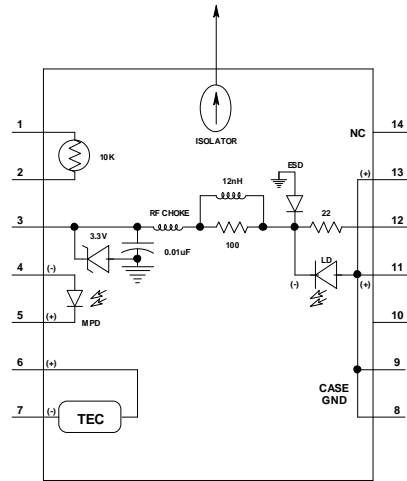 ISOLATOR
1
14
NC
10K
(+)
13
2
ESD
12nH
RF CHOKE
22
3
12
3.3V
0.01uF
100
LD
4
(-)
(-)
(+)
11
5
(+)
MPD
10
6
(+)
9
CASE
GND
7
(-)
TEC
8